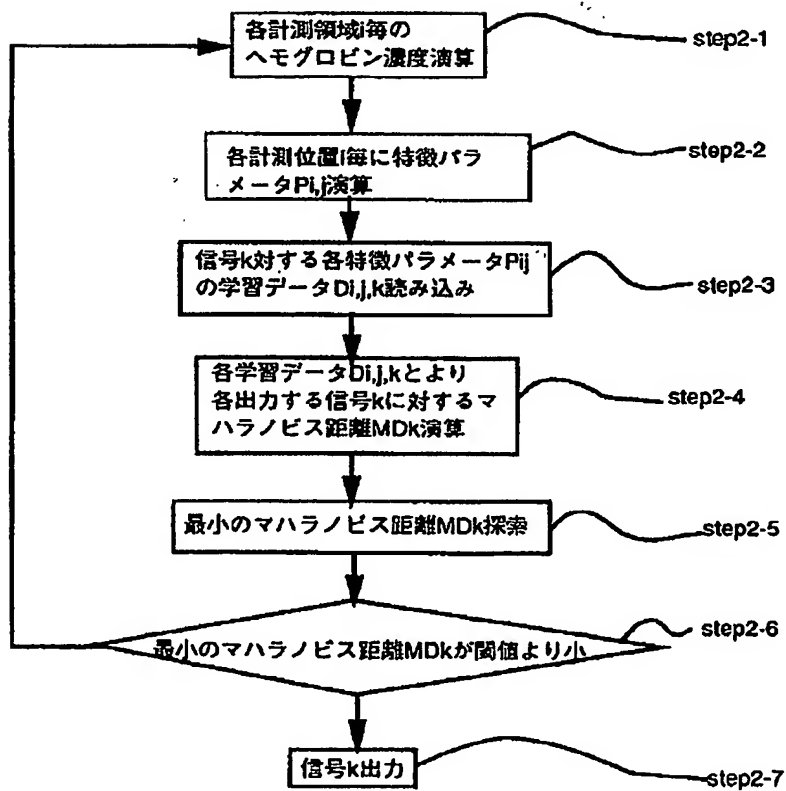 各計測領域i毎の
ヘモグロビン濃度演算
step2-1
各計測位置i毎に特徴パラ
メータPi,j演算
step2-2
信号k対する各特徴パラメータPij
の学習データDi,j,k読み込み
step2-3
各学習データDi,j,kとより
各出力する信号kに対するマ
ハラノビス距離MDk演算
step2-4
最小のマハラノビス距離MDk探索
step2-5
最小のマハラノビス距離MDkが閾値より小
step2-6
信号k出力
step2-7